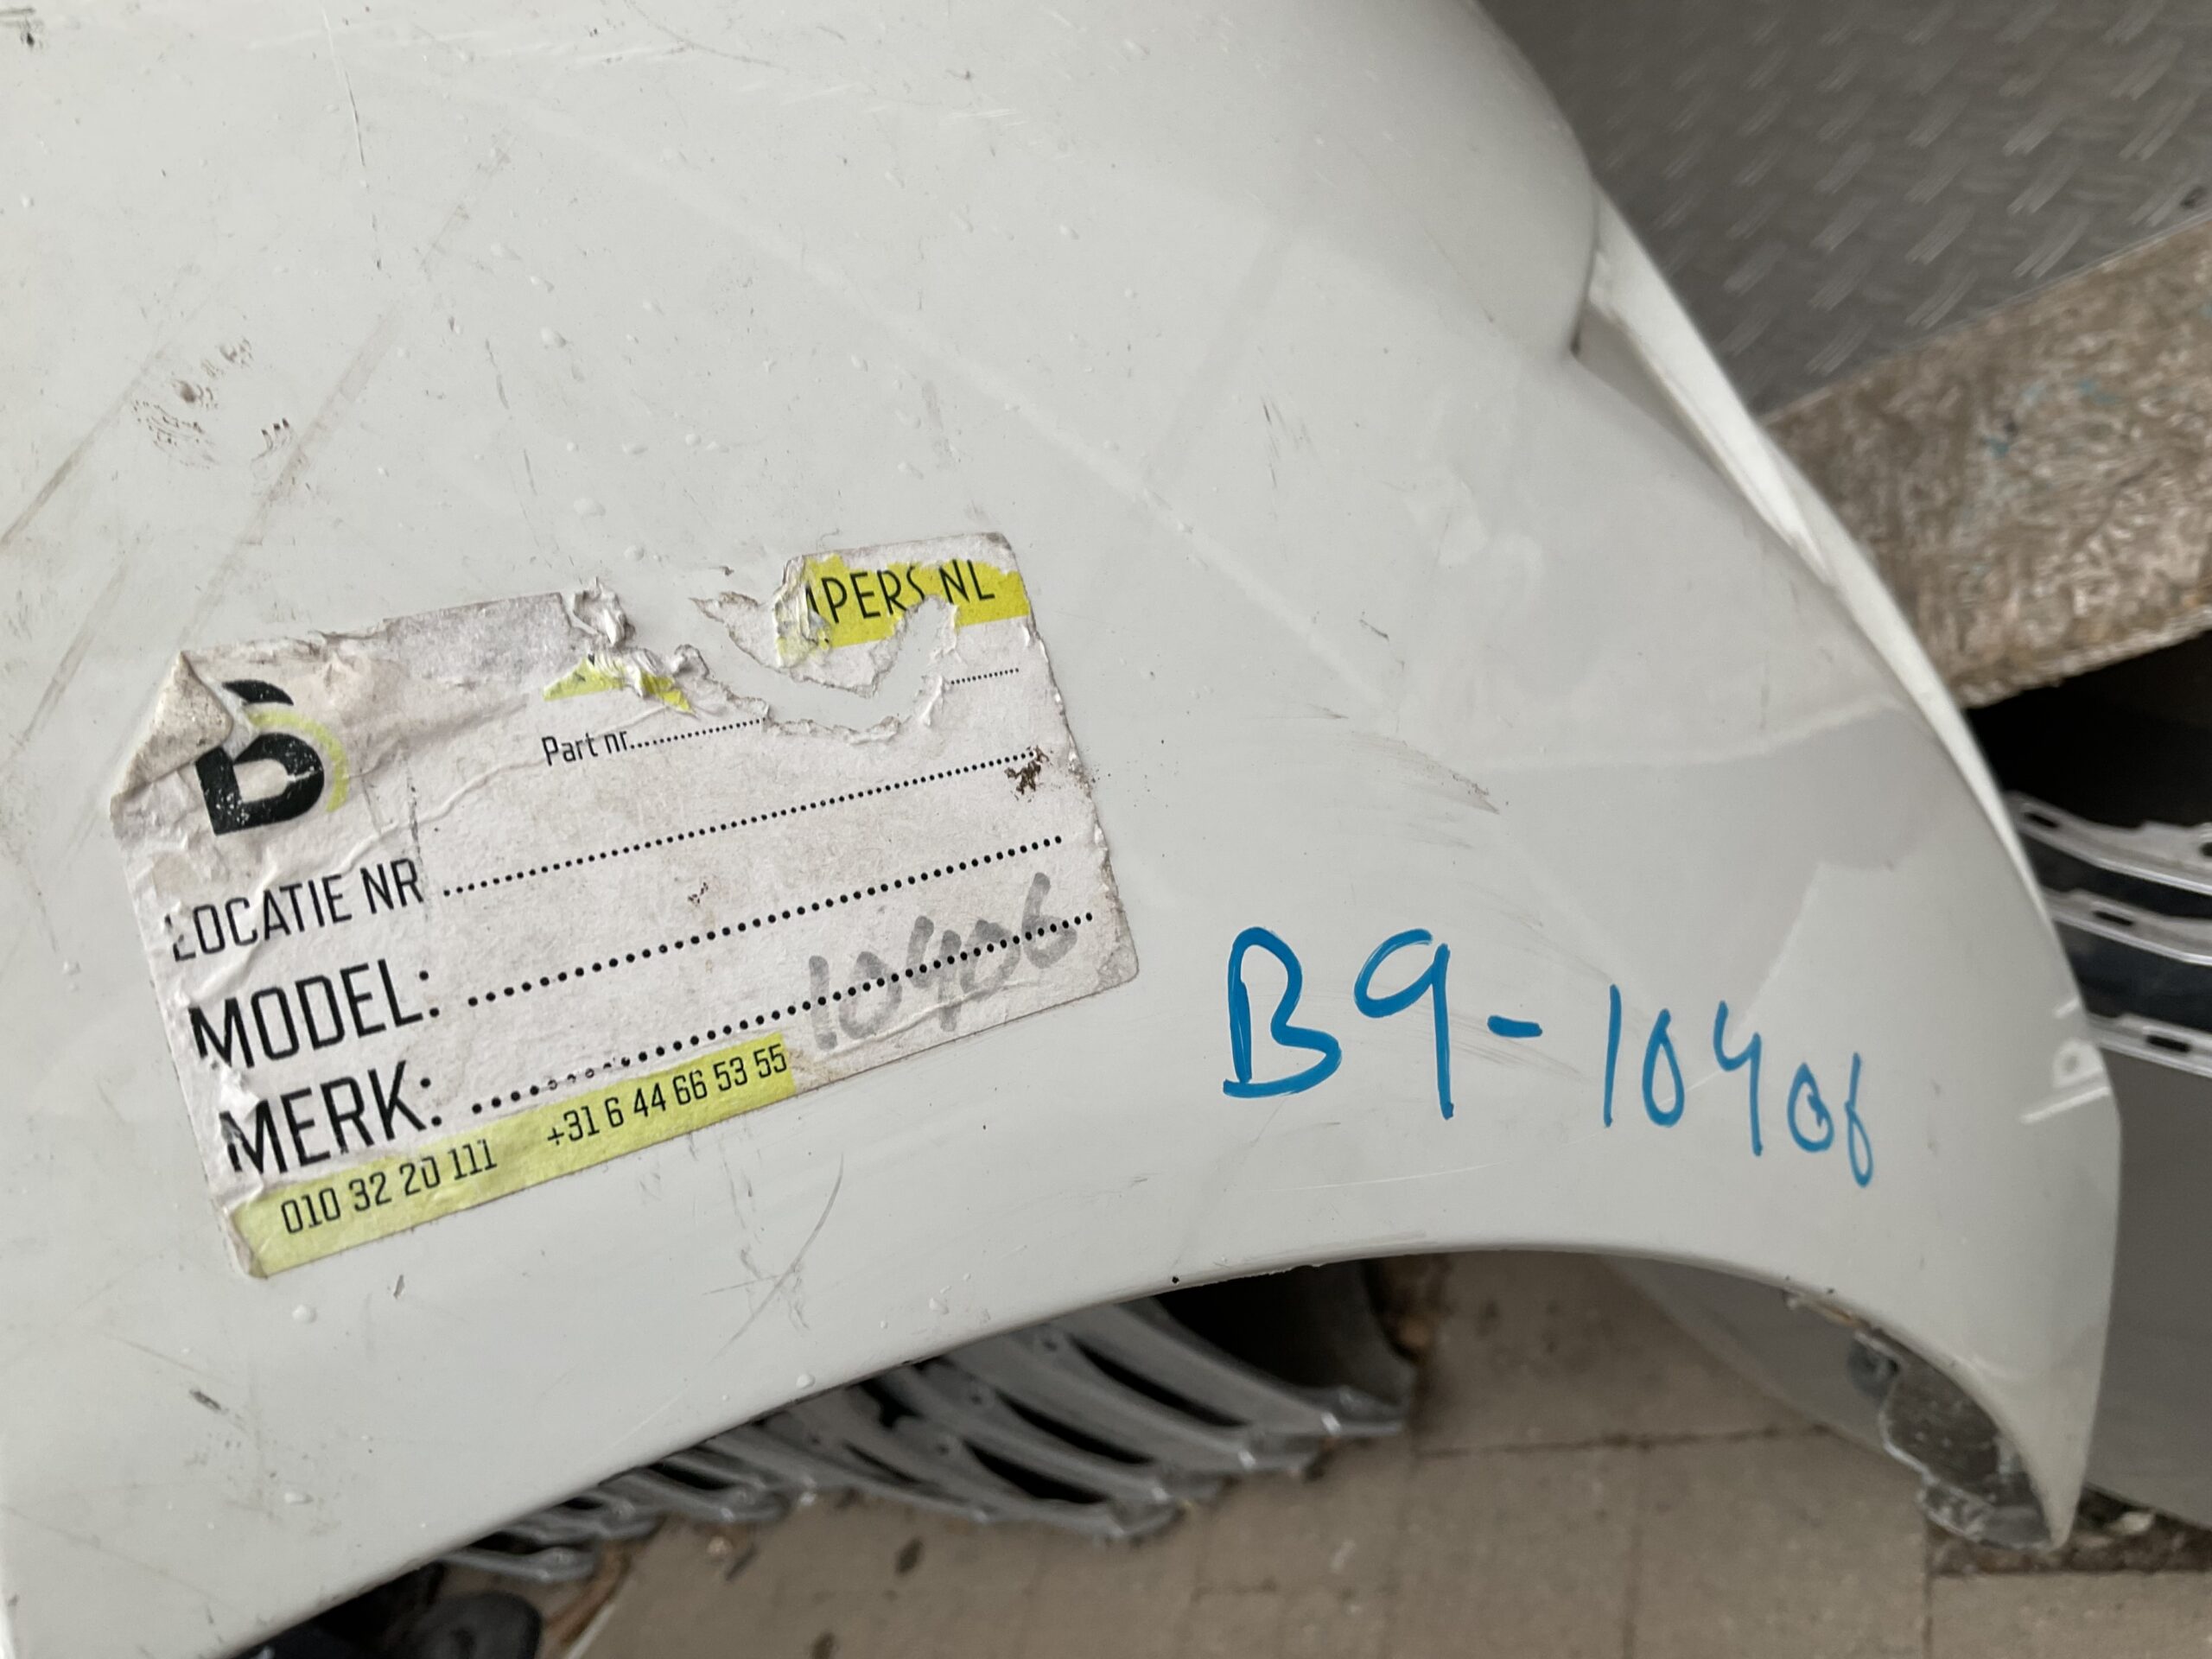 PERS.NL
Part nr....................
LOCATIE NR ....................
MODEL: ....................
MERK: ....................
10406
010 32 20 111 +31 6 44 66 53 55
B9-10406